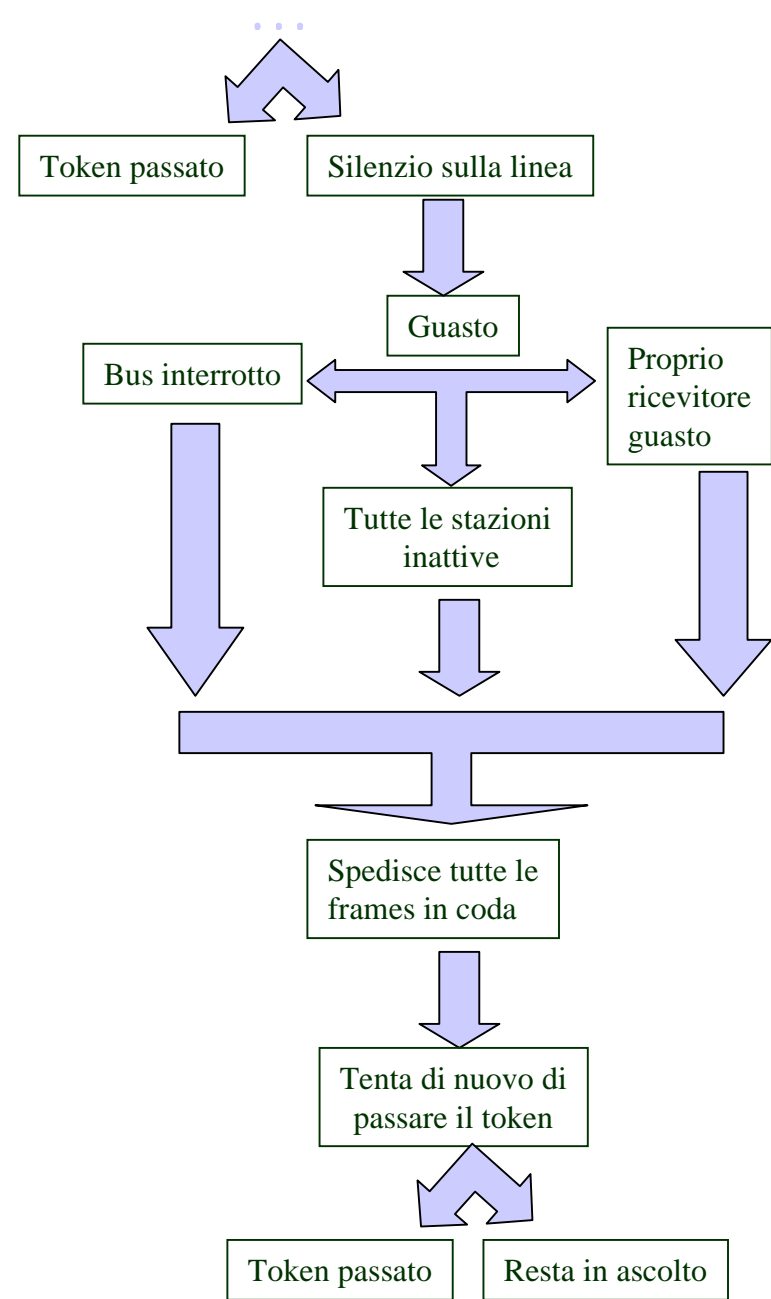 . . .
Token passato
Silenzio sulla linea
Guasto
Bus interrotto
Proprio
ricevitore
guasto
Tutte le stazioni
inattive
Spedisce tutte le
frames in coda
Tenta di nuovo di
passare il token
Token passato
Resta in ascolto